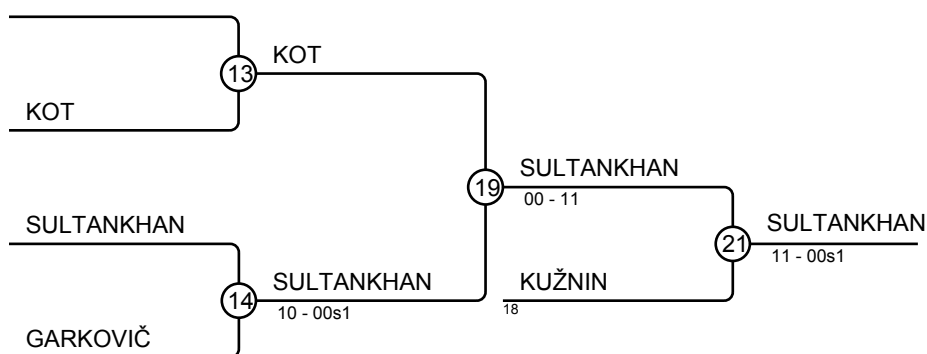 KOT
13
KOT
SULTANKHAN
00 - 11
19
SULTANKHAN
SULTANKHAN
11 - 00s1
21
SULTANKHAN
10 - 00s1
14
KUŽNIN
18
GARKOVIČ